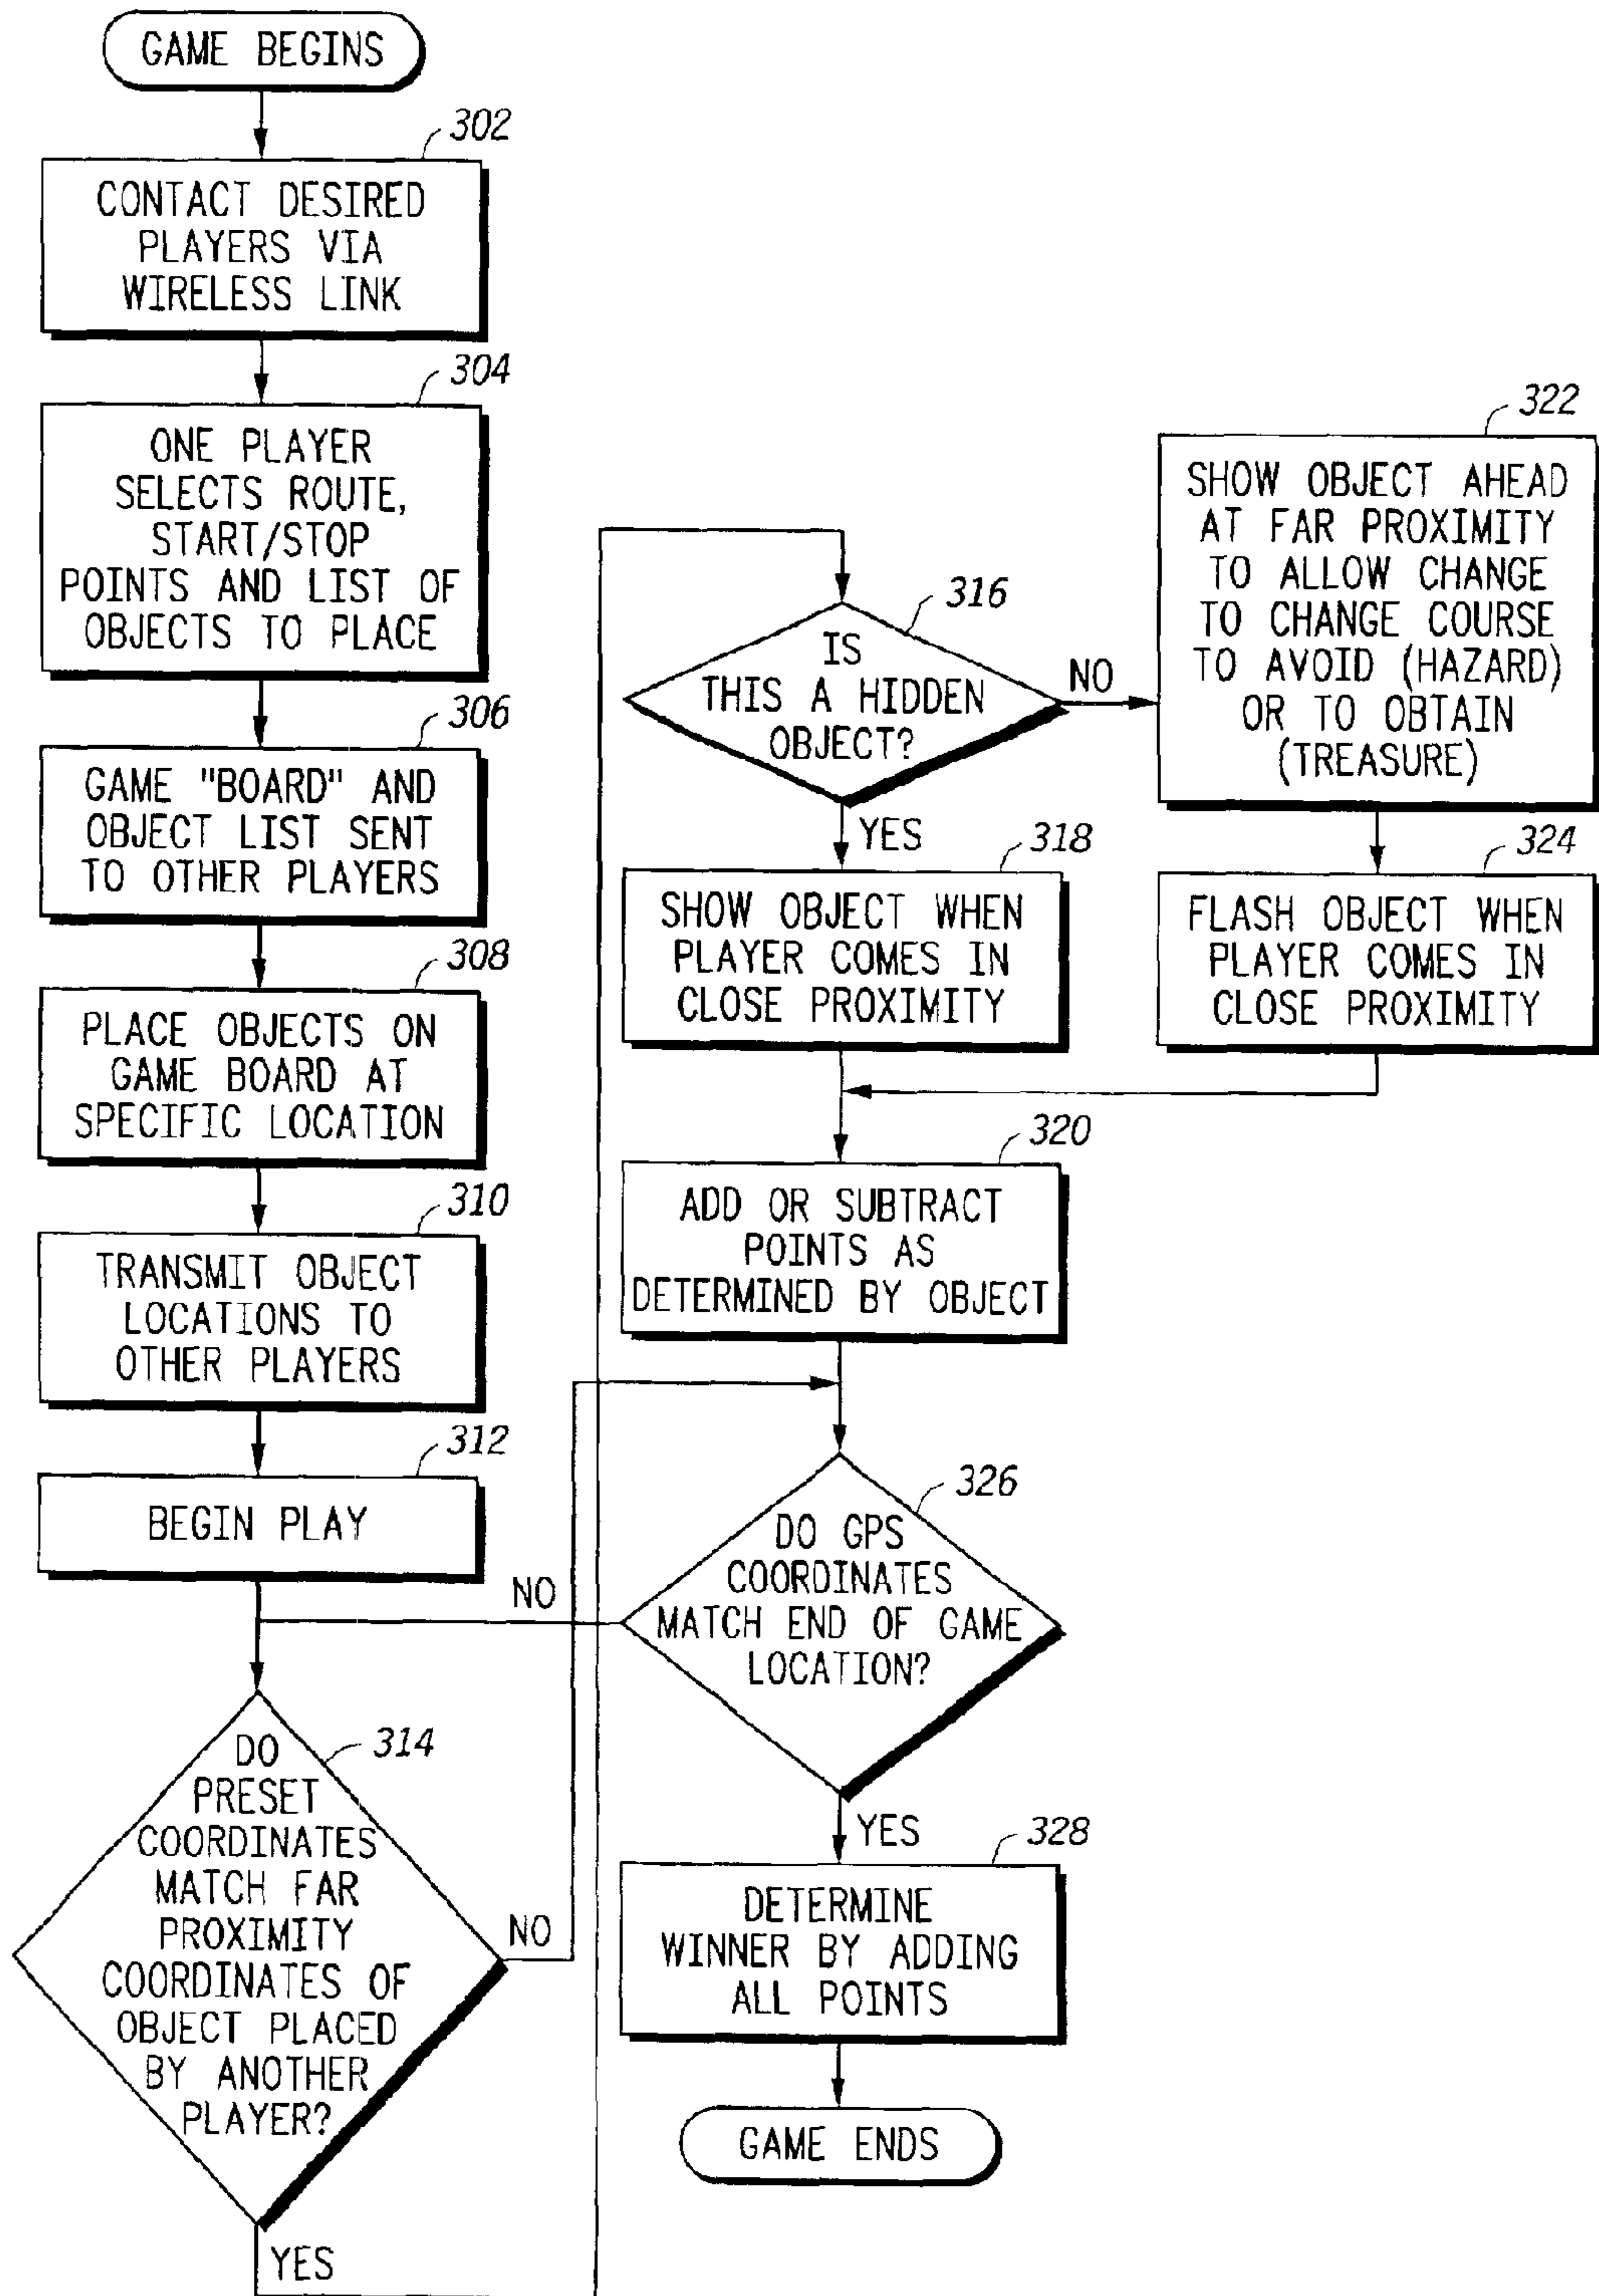 GAME BEGINS
302
CONTACT DESIRED
PLAYERS VIA
WIRELESS LINK
304
ONE PLAYER
SELECTS ROUTE,
START/STOP
POINTS AND LIST OF
OBJECTS TO PLACE
306
GAME "BOARD" AND
OBJECT LIST SENT
TO OTHER PLAYERS
308
PLACE OBJECTS ON
GAME BOARD AT
SPECIFIC LOCATION
310
TRANSMIT OBJECT
LOCATIONS TO
OTHER PLAYERS
312
BEGIN PLAY
314
DO
PRESET
COORDINATES
MATCH FAR
PROXIMITY
COORDINATES OF
OBJECT PLACED
BY ANOTHER
PLAYER?
NO
YES
316
IS
THIS A HIDDEN
OBJECT?
NO
YES
318
SHOW OBJECT WHEN
PLAYER COMES IN
CLOSE PROXIMITY
322
SHOW OBJECT AHEAD
AT FAR PROXIMITY
TO ALLOW CHANGE
TO CHANGE COURSE
TO AVOID (HAZARD)
OR TO OBTAIN
(TREASURE)
324
FLASH OBJECT WHEN
PLAYER COMES IN
CLOSE PROXIMITY
320
ADD OR SUBTRACT
POINTS AS
DETERMINED BY OBJECT
326
DO GPS
COORDINATES
MATCH END OF GAME
LOCATION?
NO
YES
328
DETERMINE
WINNER BY ADDING
ALL POINTS
GAME ENDS